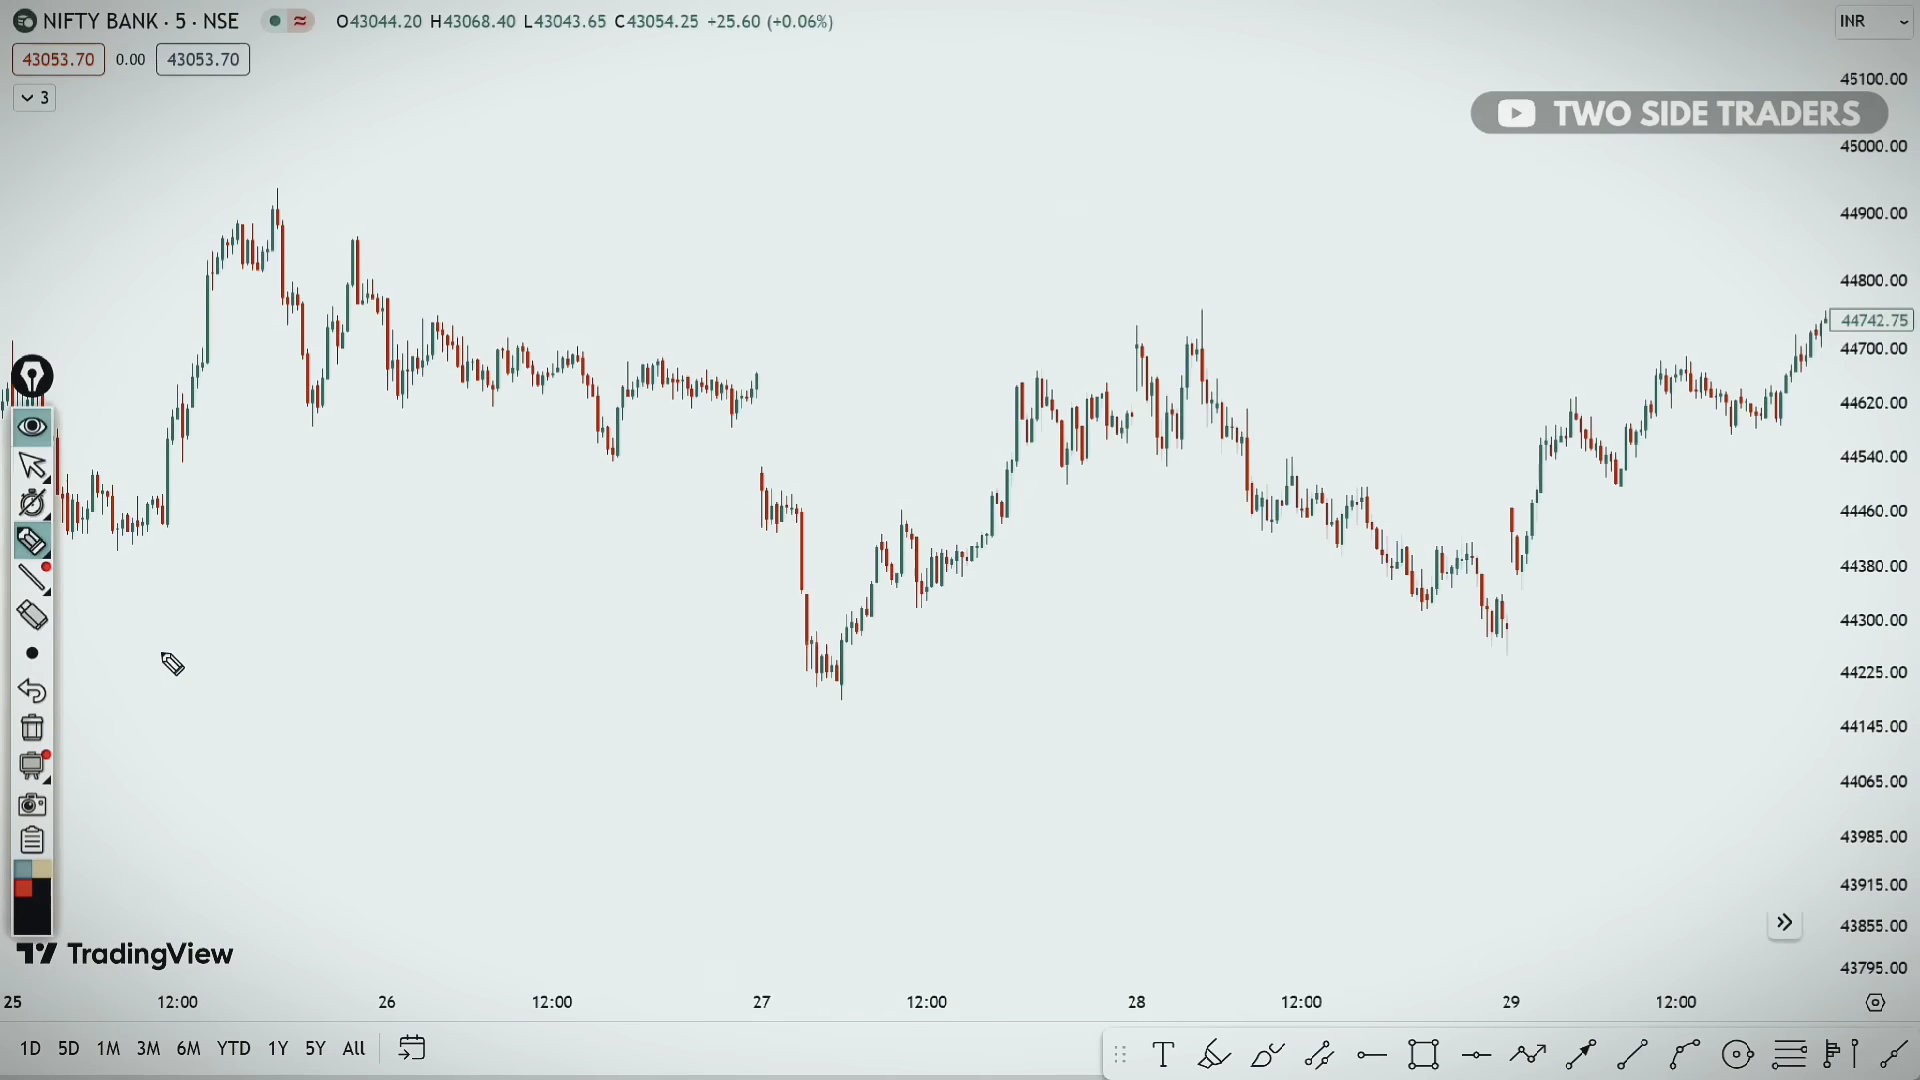 NIFTY BANK · 5 · NSE
O43044.20 H43068.40 L43043.65 C43054.25 +25.60 (+0.06%)
INR
43053.70 0.00 43053.70
3
TWO SIDE TRADERS
45100.00
45000.00
44900.00
44800.00
44742.75
44700.00
44620.00
44540.00
44460.00
44380.00
44300.00
44225.00
44145.00
44065.00
43985.00
43915.00
43855.00
43795.00
TradingView
25 12:00 26 12:00 27 12:00 28 12:00 29 12:00
1D 5D 1M 3M 6M YTD 1Y 5Y All